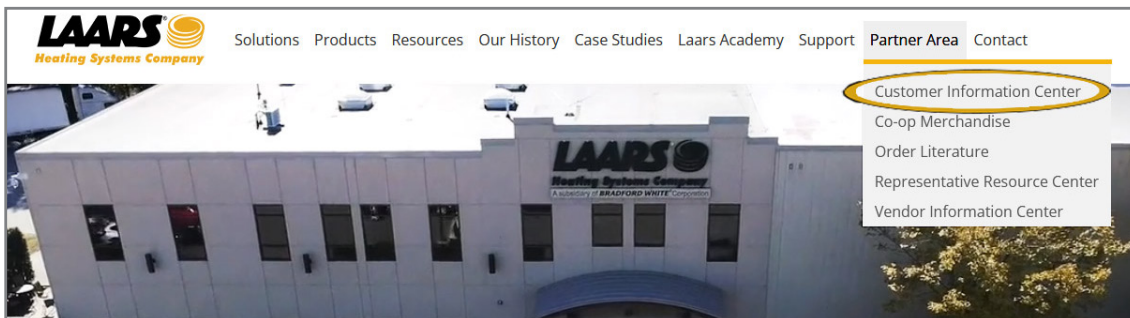 LAARS
Heating Systems Company
Solutions Products Resources Our History Case Studies Laars Academy Support Partner Area Contact
Customer Information Center
Co-op Merchandise
Order Literature
Representative Resource Center
Vendor Information Center
LAARS
Heating Systems Company
A subsidiary of BRADFORD WHITE® Corporation